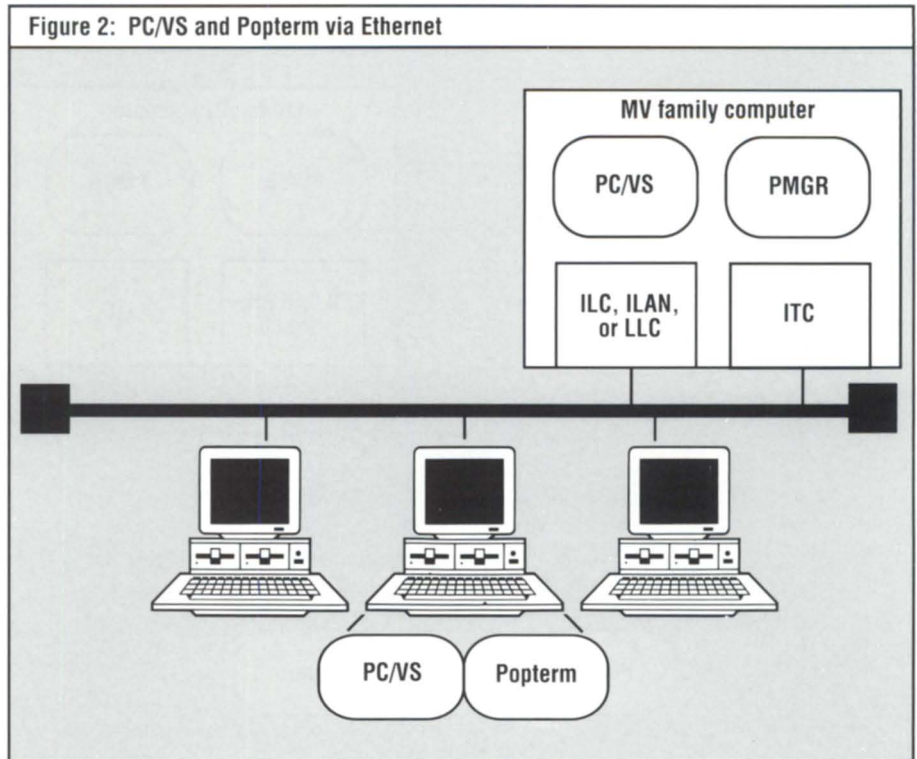 Figure 2: PC/VS and Popterm via Ethernet
MV family computer
PC/VS
PMGR
ILC, ILAN,
or LLC
ITC
PC/VS
Popterm